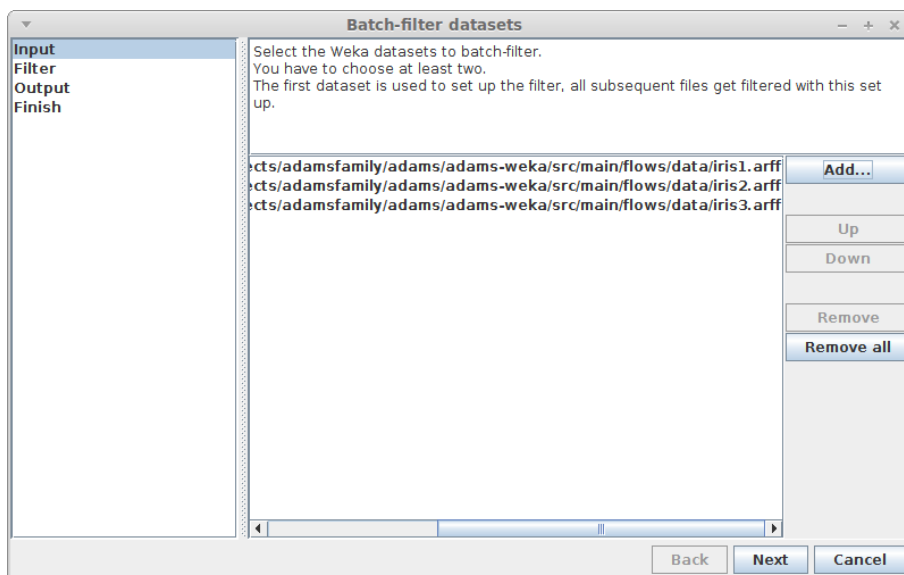 Batch-filter datasets
Input
Filter
Output
Finish
Select the Weka datasets to batch-filter.
You have to choose at least two.
The first dataset is used to set up the filter, all subsequent files get filtered with this set
up.
ects/adamsfamily/adams/adams-weka/src/main/flows/data/iris1.arff
ects/adamsfamily/adams/adams-weka/src/main/flows/data/iris2.arff
ects/adamsfamily/adams/adams-weka/src/main/flows/data/iris3.arff
Add...
Up
Down
Remove
Remove all
Back
Next
Cancel